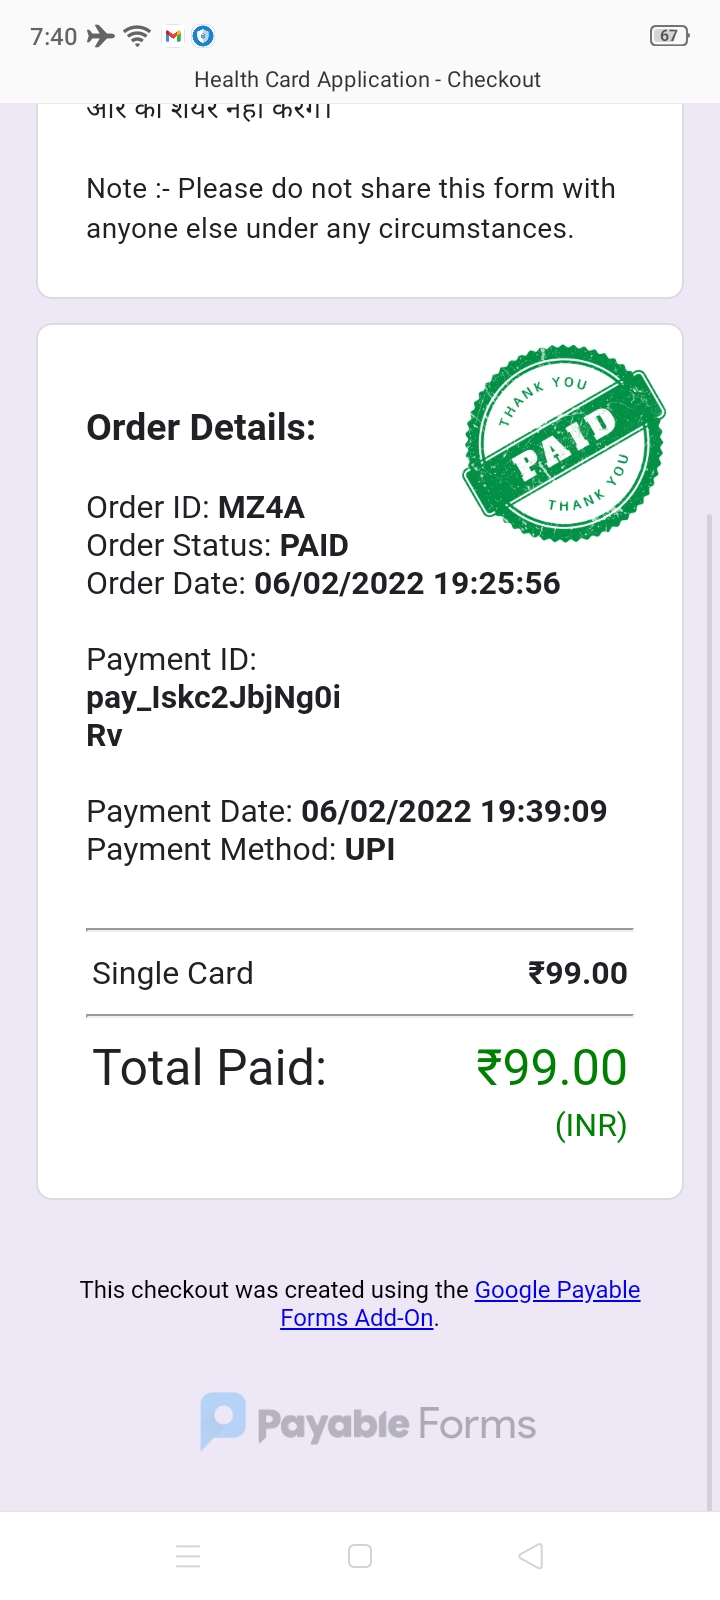 7:40
67
Health Card Application - Checkout
और को शेयर नहीं करेंगे।
Note :- Please do not share this form with
anyone else under any circumstances.
THANK YOU
PAID
THANK YOU
Order Details:
Order ID: MZ4A
Order Status: PAID
Order Date: 06/02/2022 19:25:56
Payment ID:
pay_Iskc2JbjNg0i
Rv
Payment Date: 06/02/2022 19:39:09
Payment Method: UPI
Single Card ₹99.00
Total Paid: ₹99.00
(INR)
This checkout was created using the Google Payable
Forms Add-On.
Payable Forms